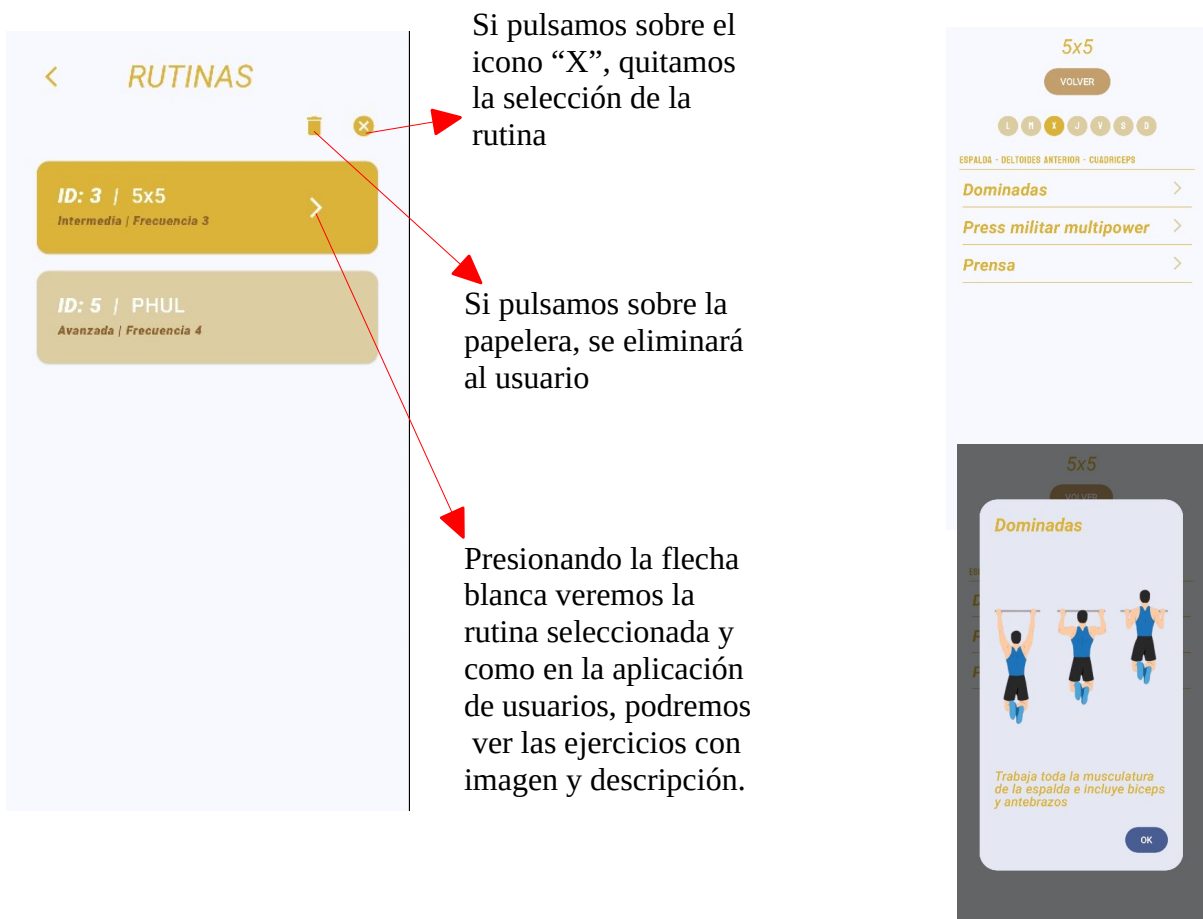 RUTINAS
ID: 3 | 5x5
Intermedia | Frecuencia 3
ID: 5 | PHUL
Avanzada | Frecuencia 4
Si pulsamos sobre el
icono “X”, quitamos
la selección de la
rutina
Si pulsamos sobre la
papelera, se eliminará
al usuario
Presionando la flecha
blanca veremos la
rutina seleccionada y
como en la aplicación
de usuarios, podremos
ver las ejercicios con
imagen y descripción.
5x5
VOLVER
L M X J V S D
ESPALDA - DELTOIDES ANTERIOR - CUADRICEPS
Dominadas
Press militar multipower
Prensa
5x5
VOLVER
Dominadas
Trabaja toda la musculatura
de la espalda e incluye biceps
y antebrazos
OK